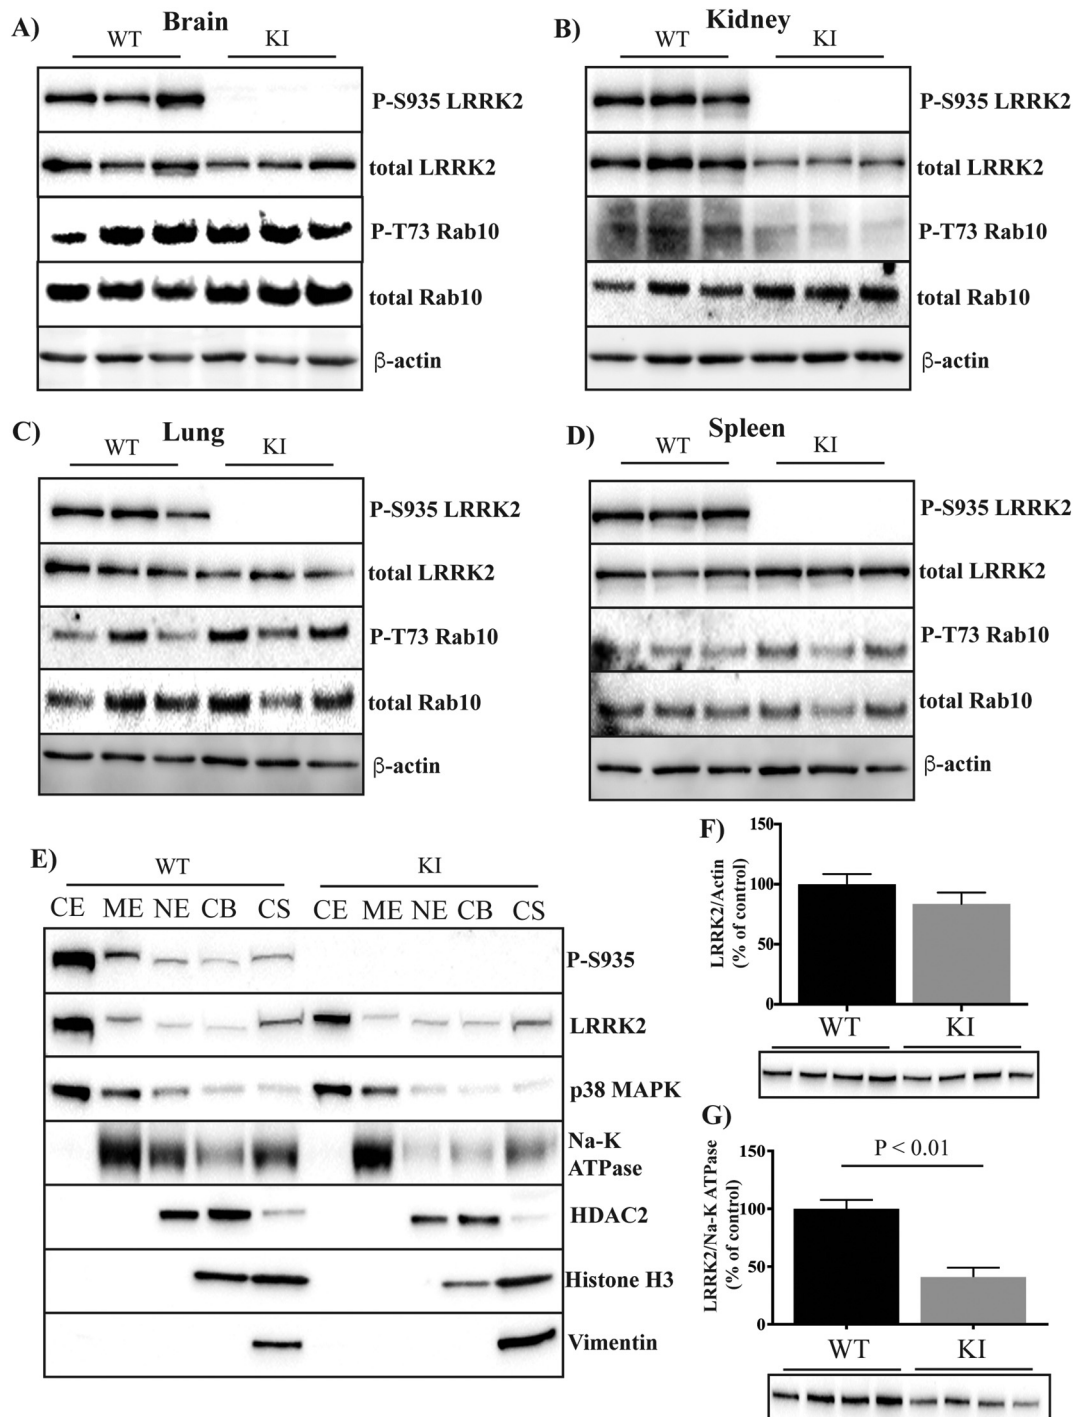 A)
Brain
WT
KI
P-S935 LRRK2
total LRRK2
P-T73 Rab10
total Rab10
β-actin
B)
Kidney
WT
KI
P-S935 LRRK2
total LRRK2
P-T73 Rab10
total Rab10
β-actin
C)
Lung
WT
KI
P-S935 LRRK2
total LRRK2
P-T73 Rab10
total Rab10
β-actin
D)
Spleen
WT
KI
P-S935 LRRK2
total LRRK2
P-T73 Rab10
total Rab10
β-actin
E)
WT
KI
CE ME NE CB CS CE ME NE CB CS
P-S935
LRRK2
p38 MAPK
Na-K
ATPase
HDAC2
Histone H3
Vimentin
F)
LRRK2/Actin
(% of control)
150
100
50
0
WT
KI
G)
LRRK2/Na-K ATPase
(% of control)
150
100
50
0
P < 0.01
WT
KI